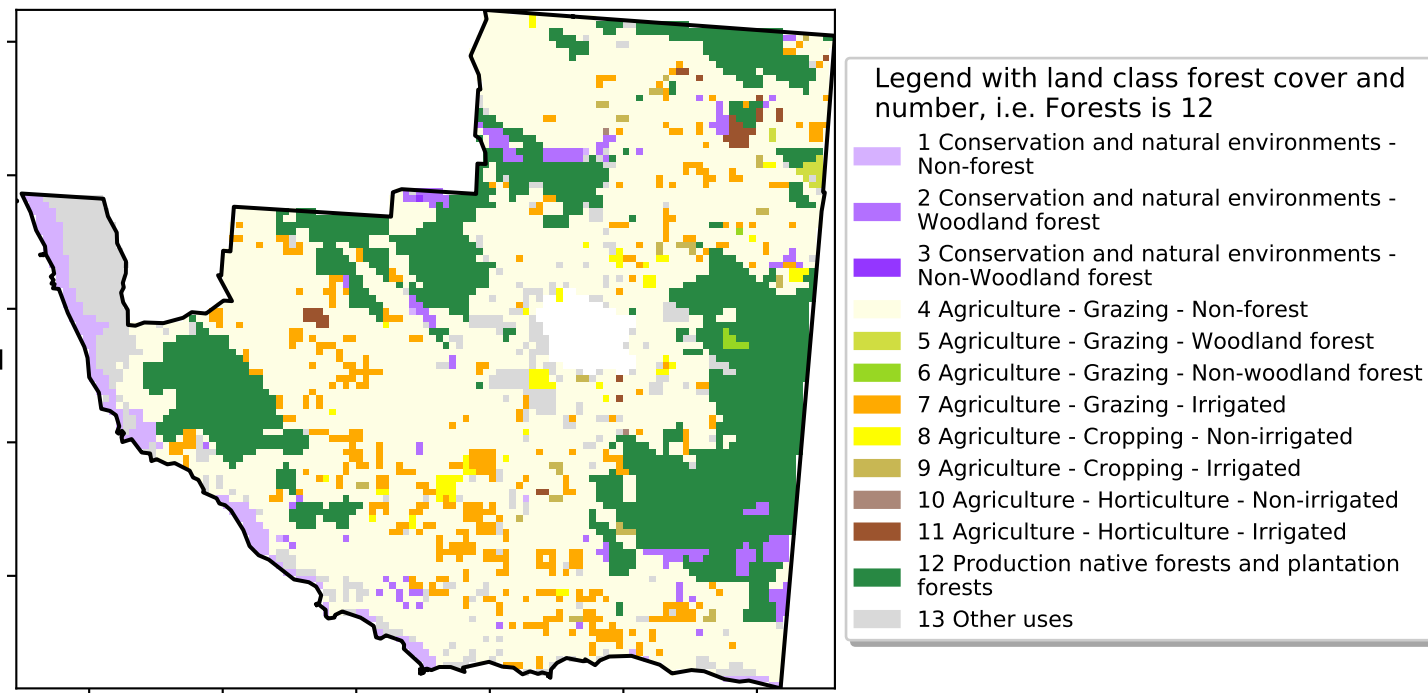 Legend with land class forest cover and
number, i.e. Forests is 12
1 Conservation and natural environments -
Non-forest
2 Conservation and natural environments -
Woodland forest
3 Conservation and natural environments -
Non-Woodland forest
4 Agriculture - Grazing - Non-forest
5 Agriculture - Grazing - Woodland forest
6 Agriculture - Grazing - Non-woodland forest
7 Agriculture - Grazing - Irrigated
8 Agriculture - Cropping - Non-irrigated
9 Agriculture - Cropping - Irrigated
10 Agriculture - Horticulture - Non-irrigated
11 Agriculture - Horticulture - Irrigated
12 Production native forests and plantation
forests
13 Other uses